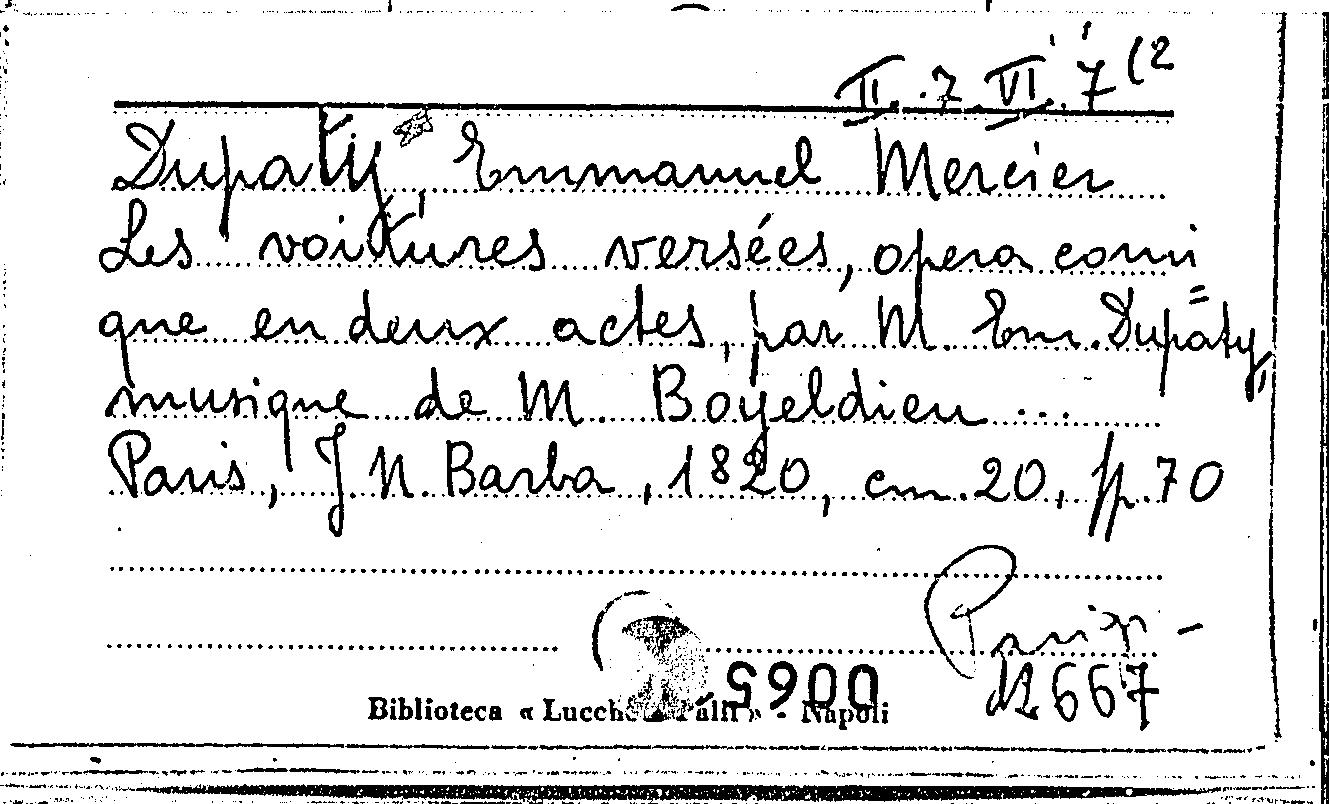 II. 7. VI. 7 (2
Dupaty, Emmanuel Mercier
Les voitures versées, opera comi
que en deux actes, par M. Em. Dupaty,
musique de M. Boyeldieu ...
Paris, J N. Barba, 1820, cm. 20, pp. 70
12667
Biblioteca « Lucchesi Palli » - Napoli